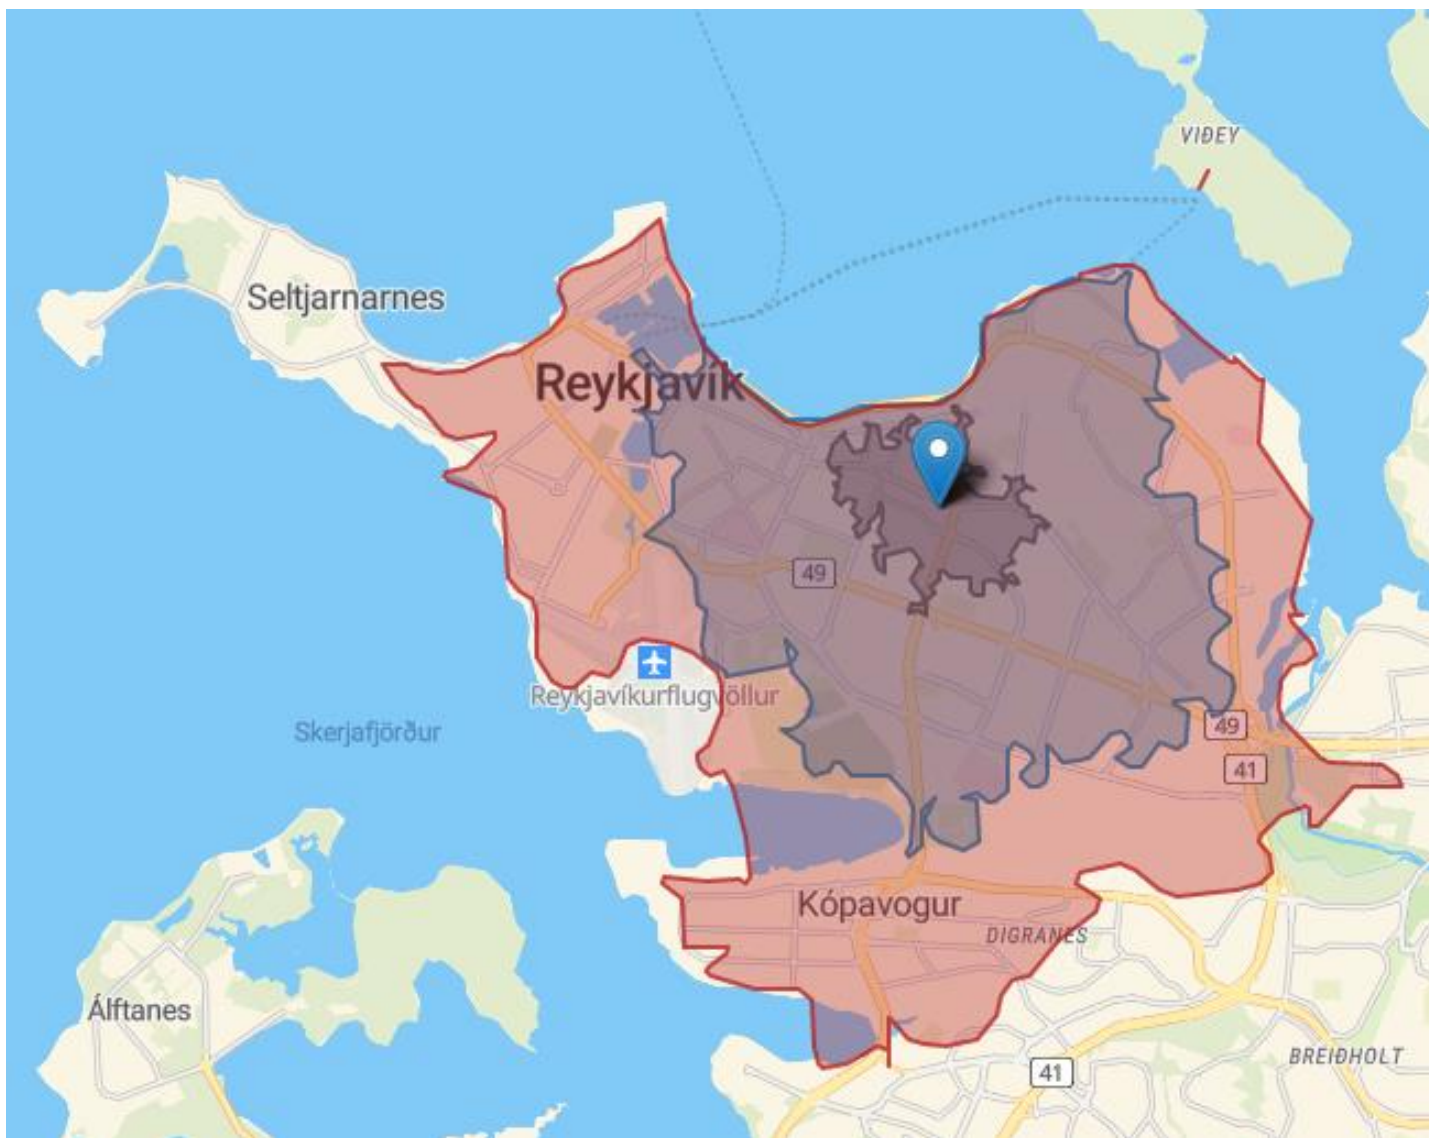 VIÐEY
Seltjarnarnes
Reykjavík
49
Reykjavíkurflugvöllur
Skerjafjörður
49
41
Kópavogur
DIGRANES
Álftanes
BREIÐHOLT
41